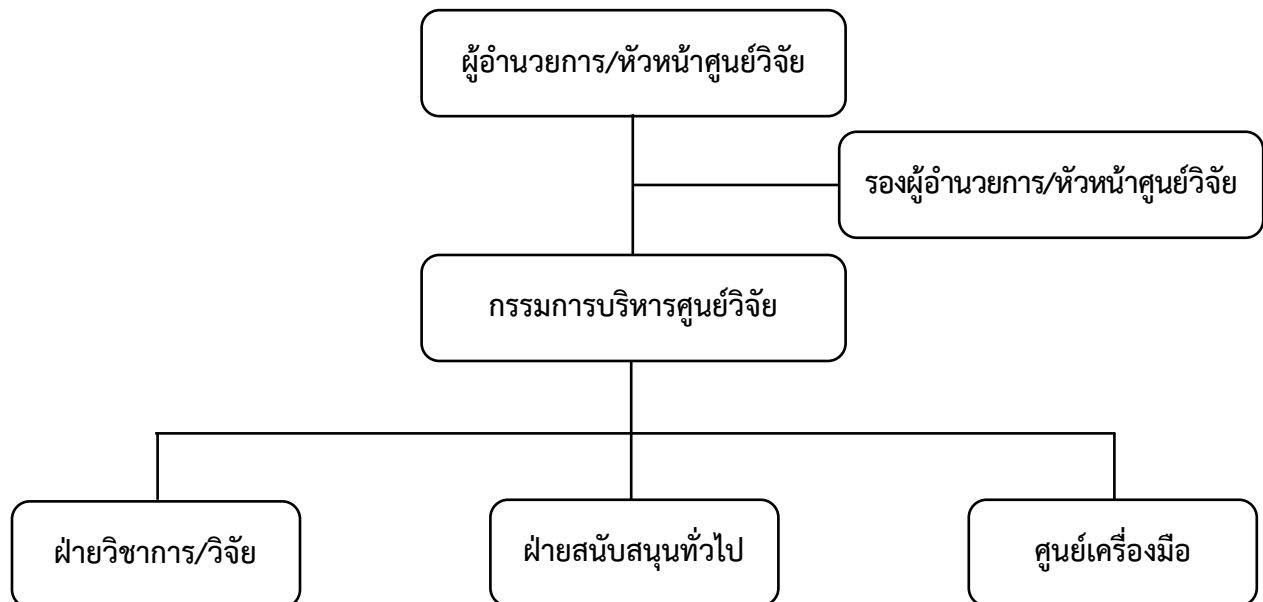 ผู้อำนวยการ/หัวหน้าศูนย์วิจัย
รองผู้อำนวยการ/หัวหน้าศูนย์วิจัย
กรรมการบริหารศูนย์วิจัย
ฝ่ายวิชาการ/วิจัย
ฝ่ายสนับสนุนทั่วไป
ศูนย์เครื่องมือ